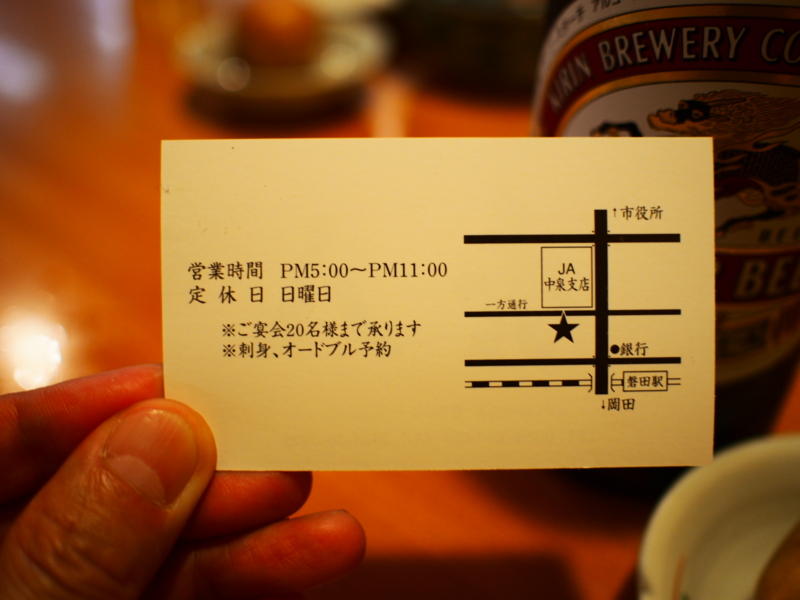 KIRIN BREWERY CO
営業時間 PM5:00～PM11:00
定休日 日曜日
※ご宴会20名様まで承ります
※刺身、オードブル予約
↑市役所
JA
中泉支店
一方通行
●銀行
磐田駅
↓岡田